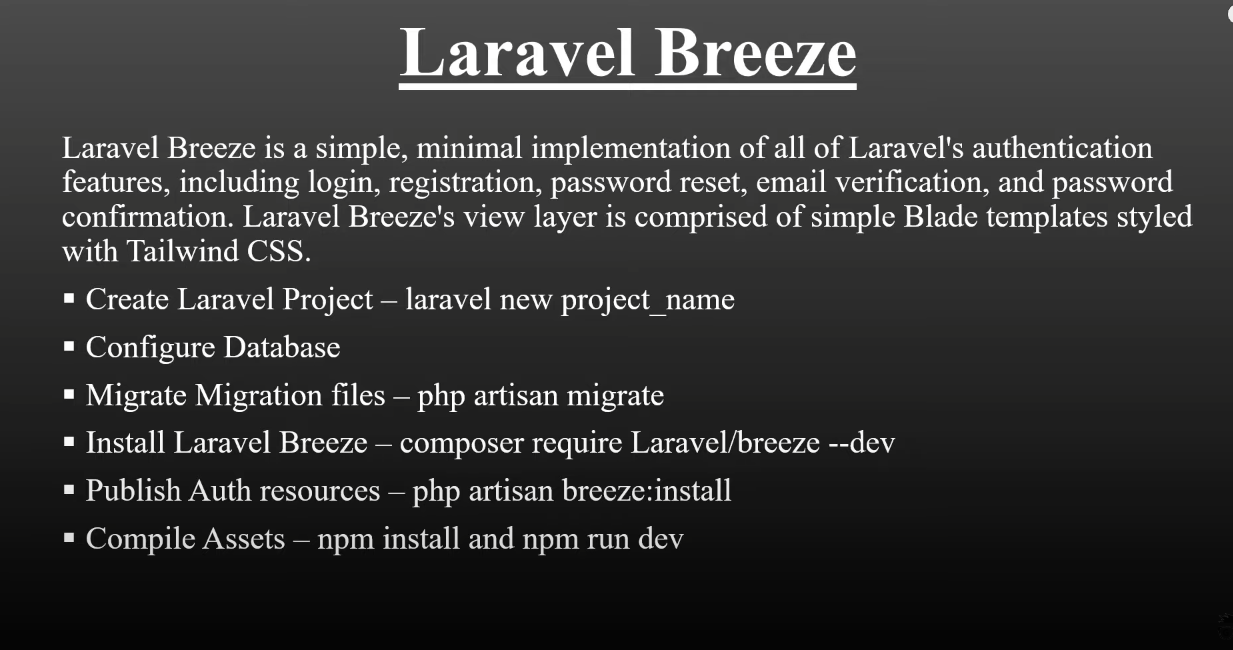 Laravel Breeze
Laravel Breeze is a simple, minimal implementation of all of Laravel's authentication
features, including login, registration, password reset, email verification, and password
confirmation. Laravel Breeze's view layer is comprised of simple Blade templates styled
with Tailwind CSS.
▪ Create Laravel Project – laravel new project_name
▪ Configure Database
▪ Migrate Migration files – php artisan migrate
▪ Install Laravel Breeze – composer require Laravel/breeze --dev
▪ Publish Auth resources – php artisan breeze:install
▪ Compile Assets – npm install and npm run dev